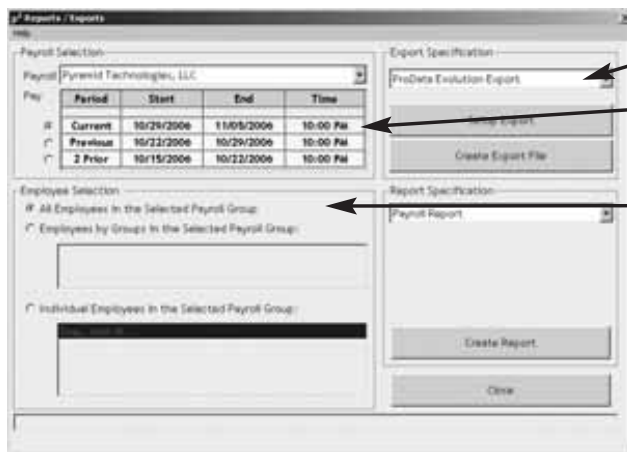 Reports / Exports
Help
Payroll Selection
Payroll Pyramid Technologies, LLC
Pay
Period Start End Time
Current 10/29/2006 11/05/2006 10:00 PM
Previous 10/22/2006 10/29/2006 10:00 PM
2 Prior 10/15/2006 10/22/2006 10:00 PM
Export Specification
ProData Evolution Export
Setup Export
Create Export File
Employee Selection
All Employees in the Selected Payroll Group
Employees by Groups in the Selected Payroll Group:
Individual Employees in the Selected Payroll Group:
Report Specification
Payroll Report
Create Report
Close